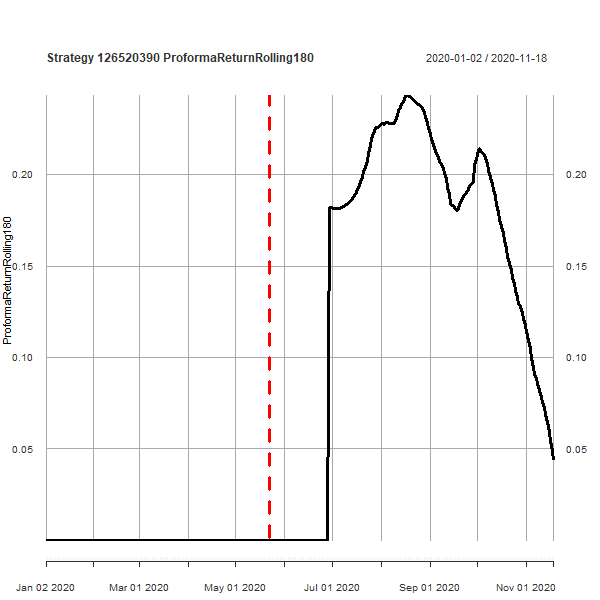 Strategy 126520390 ProformaReturnRolling180
2020-01-02 / 2020-11-18
ProformaReturnRolling180
0.20
0.20
0.15
0.15
0.10
0.10
0.05
0.05
Jan 02 2020
Mar 01 2020
May 01 2020
Jul 01 2020
Sep 01 2020
Nov 01 2020